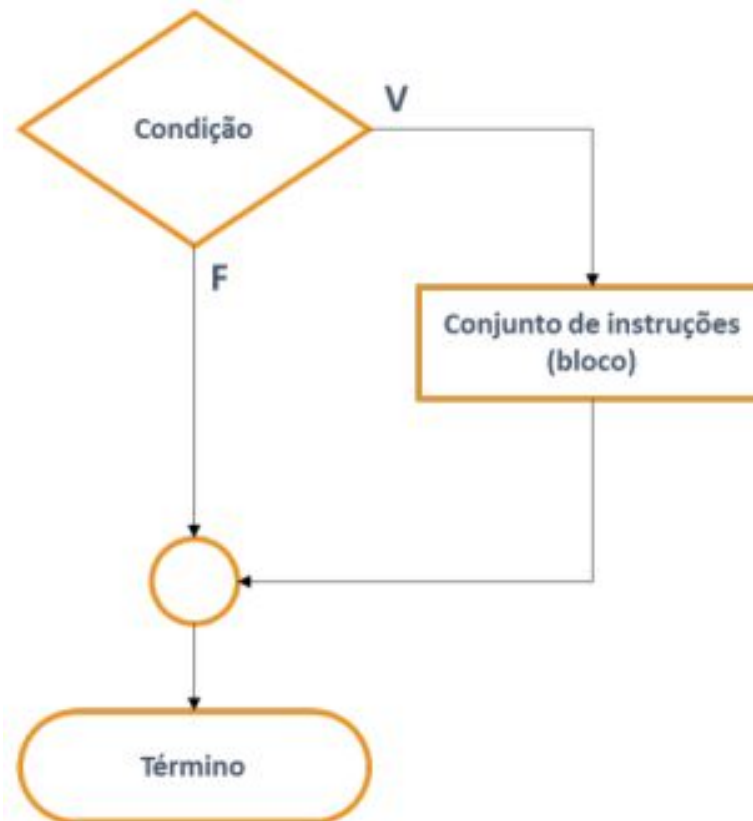 Condição
V
F
Conjunto de instruções
(bloco)
Término